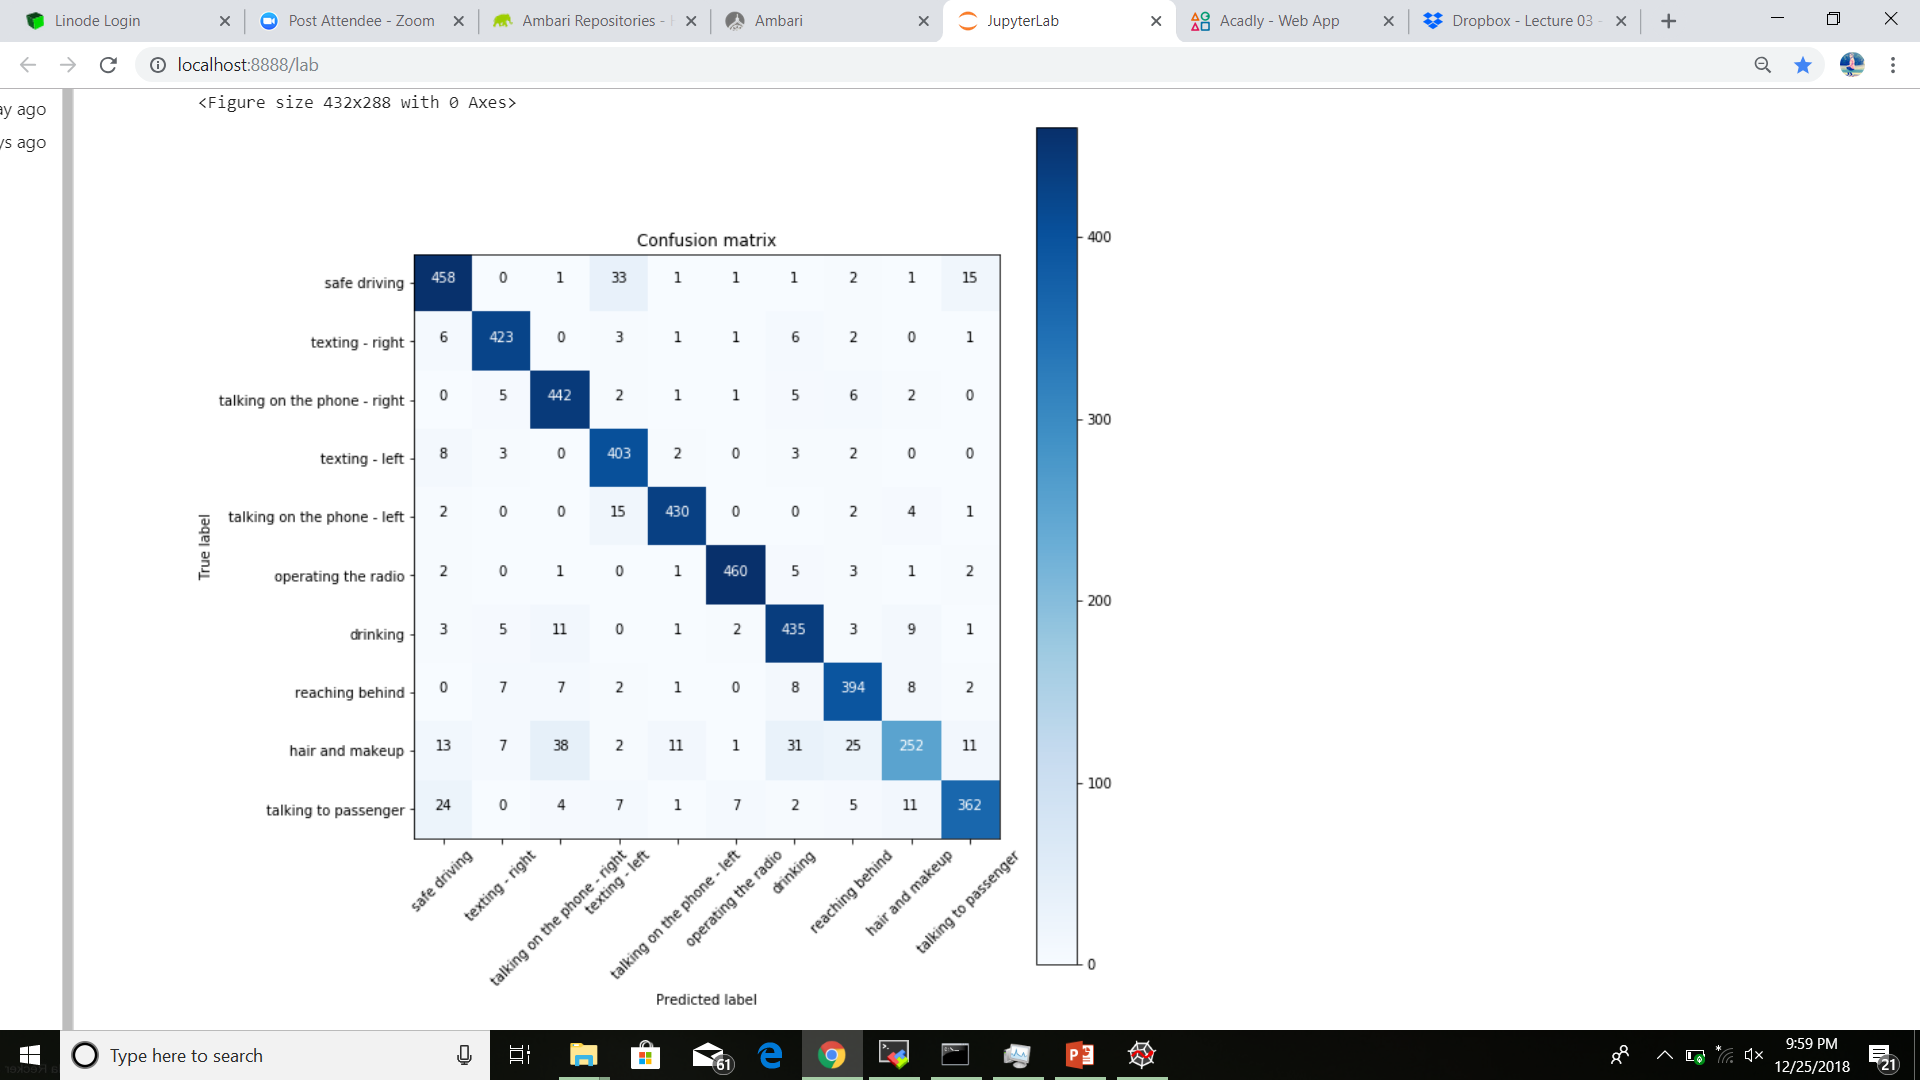 Linode Login
Post Attendee - Zoom
Ambari Repositories -
Ambari
JupyterLab
Acadly - Web App
Dropbox - Lecture 03 -
localhost:8888/lab
ay ago
ys ago
<Figure size 432x288 with 0 Axes>
Confusion matrix
safe driving 458 0 1 33 1 1 1 2 1 15
texting - right 6 423 0 3 1 1 6 2 0 1
talking on the phone - right 0 5 442 2 1 1 5 6 2 0
texting - left 8 3 0 403 2 0 3 2 0 0
talking on the phone - left 2 0 0 15 430 0 0 2 4 1
operating the radio 2 0 1 0 1 460 5 3 1 2
drinking 3 5 11 0 1 2 435 3 9 1
reaching behind 0 7 7 2 1 0 8 394 8 2
hair and makeup 13 7 38 2 11 1 31 25 252 11
talking to passenger 24 0 4 7 1 7 2 5 11 362
True label
safe driving
texting - right
talking on the phone - right
texting - left
talking on the phone - left
operating the radio
drinking
reaching behind
hair and makeup
talking to passenger
Predicted label
400
300
200
100
0
Type here to search
61
9:59 PM
12/25/2018
21